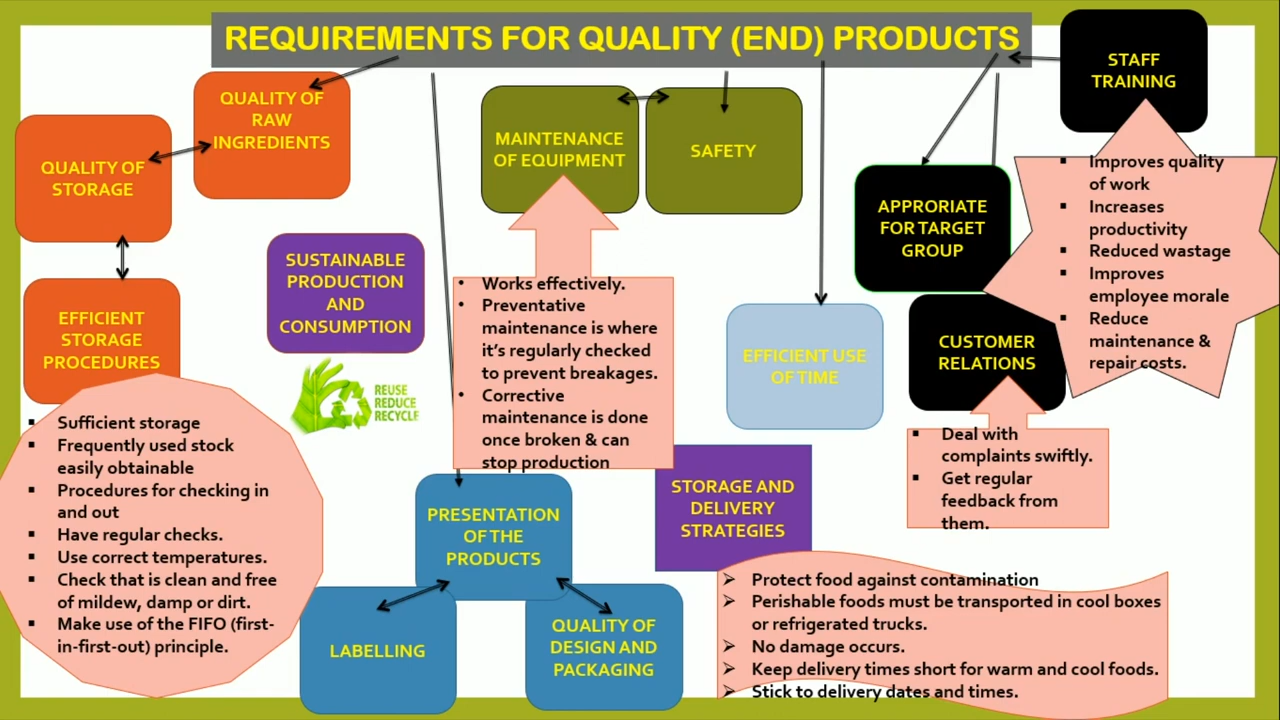 REQUIREMENTS FOR QUALITY (END) PRODUCTS
STAFF
TRAINING
QUALITY OF
RAW
INGREDIENTS
QUALITY OF
STORAGE
EFFICIENT
STORAGE
PROCEDURES
Sufficient storage
Frequently used stock
easily obtainable
Procedures for checking in
and out
Have regular checks.
Use correct temperatures.
Check that is clean and free
of mildew, damp or dirt.
Make use of the FIFO (first-
in-first-out) principle.
SUSTAINABLE
PRODUCTION
AND
CONSUMPTION
REUSE
REDUCE
RECYCLE
MAINTENANCE
OF EQUIPMENT
SAFETY
Works effectively.
Preventative
maintenance is where
it's regularly checked
to prevent breakages.
Corrective
maintenance is done
once broken & can
stop production
PRESENTATION
OF THE
PRODUCTS
LABELLING
QUALITY OF
DESIGN AND
PACKAGING
EFFICIENT USE
OF TIME
STORAGE AND
DELIVERY
STRATEGIES
Protect food against contamination
Perishable foods must be transported in cool boxes
or refrigerated trucks.
No damage occurs.
Keep delivery times short for warm and cool foods.
Stick to delivery dates and times.
APPRORIATE
FOR TARGET
GROUP
CUSTOMER
RELATIONS
Deal with
complaints swiftly.
Get regular
feedback from
them.
Improves quality
of work
Increases
productivity
Reduced wastage
Improves
employee morale
Reduce
maintenance &
repair costs.